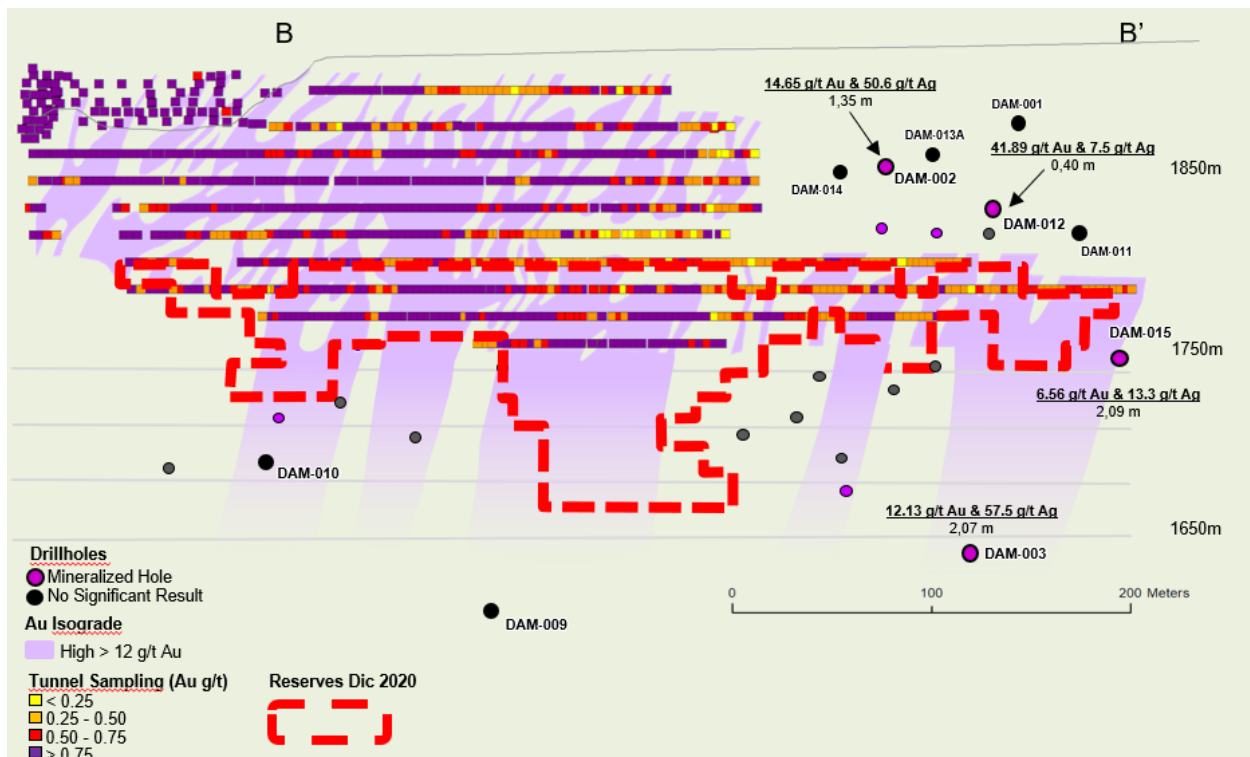 B
B'
14.65 g/t Au & 50.6 g/t Ag
1,35 m
DAM-001
DAM-013A
41.89 g/t Au & 7.5 g/t Ag
0,40 m
1850m
DAM-014
DAM-002
DAM-012
DAM-011
DAM-015
1750m
6.56 g/t Au & 13.3 g/t Ag
2,09 m
DAM-010
12.13 g/t Au & 57.5 g/t Ag
2,07 m
1650m
DAM-003
Drillholes
Mineralized Hole
No Significant Result
0 100 200 Meters
DAM-009
Au Isograde
High > 12 g/t Au
Tunnel Sampling (Au g/t)
< 0.25
0.25 - 0.50
0.50 - 0.75
> 0.75
Reserves Dic 2020